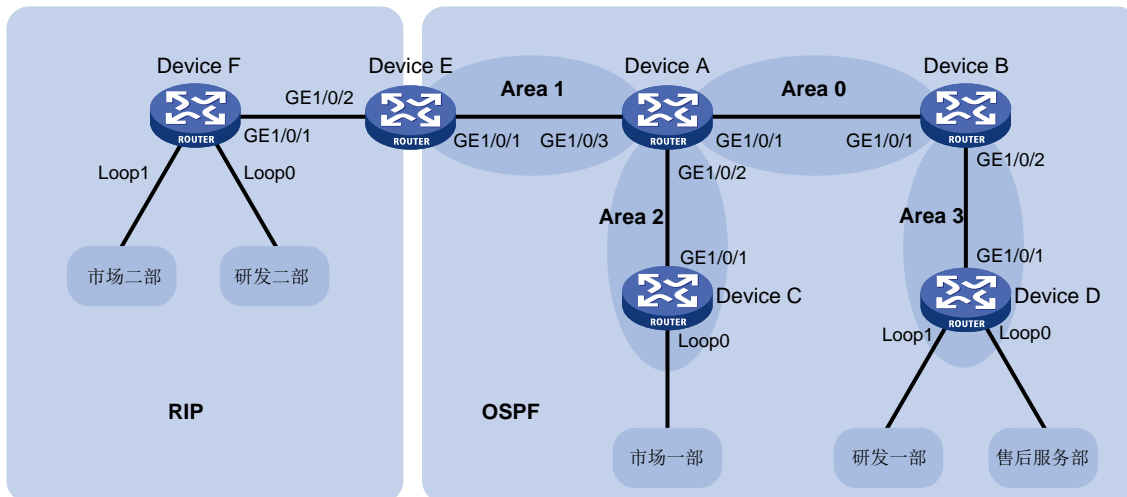 Device F
Device E
Device A
Device B
Area 1
Area 0
GE1/0/2
GE1/0/1
ROUTER
ROUTER
GE1/0/1
GE1/0/3
ROUTER
GE1/0/1
GE1/0/1
ROUTER
GE1/0/2
GE1/0/2
Loop1
Loop0
Area 2
Area 3
GE1/0/1
GE1/0/1
市场二部
研发二部
Device C
Device D
ROUTER
ROUTER
Loop0
Loop1
Loop0
RIP
OSPF
市场一部
研发一部
售后服务部